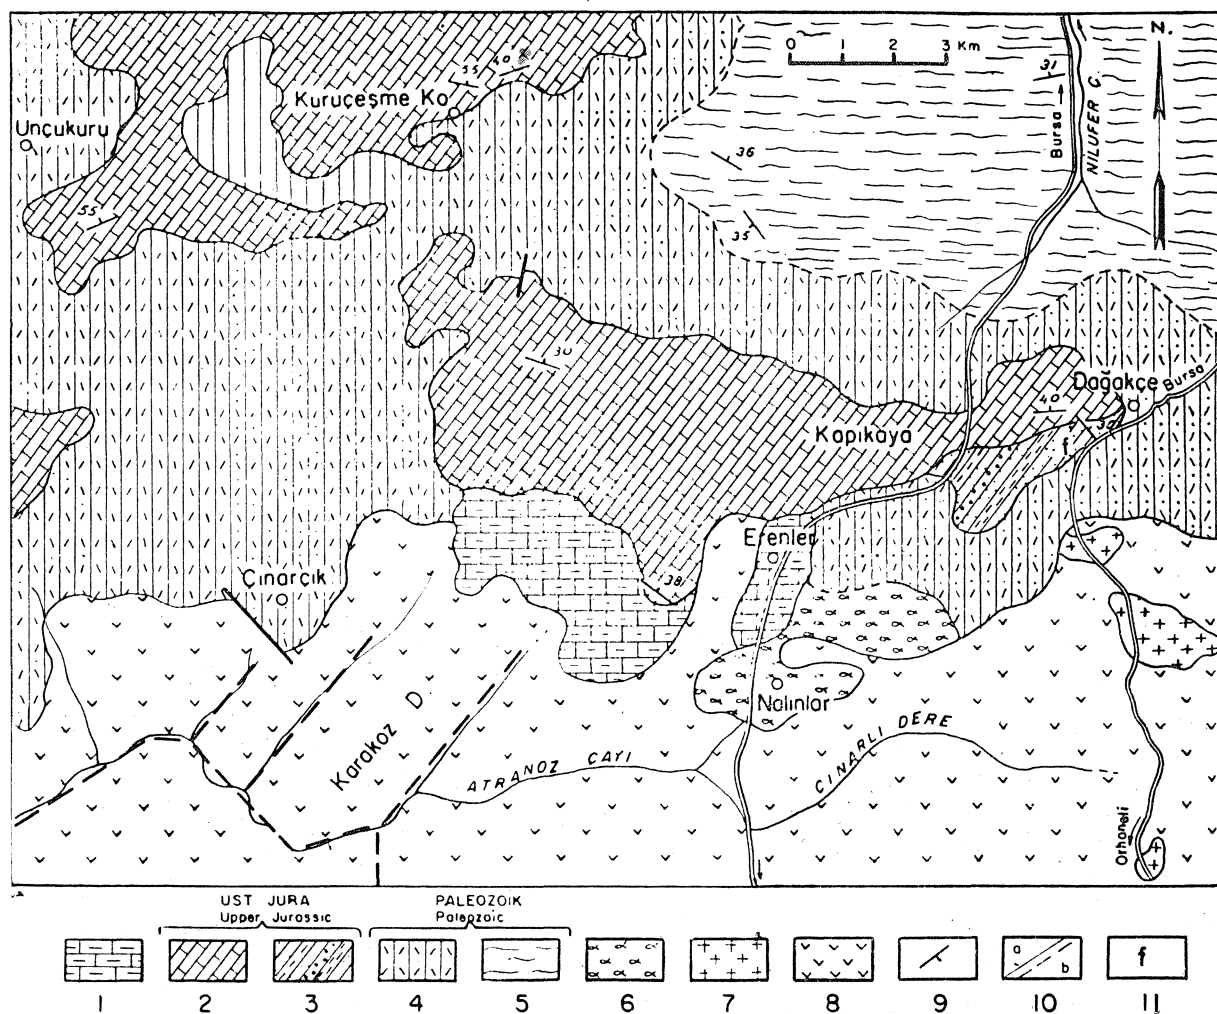 N.
0 1 2 3 Km
31
40
55
Kuruçeşme Ko
Bursa
NILUFER Ç.
Unçukuru
36
55
35
30
Dağakçe
Bursa
40
30
Kapıkaya
f
Erenler
Çınarçık
38
Nalınlar
Karakoz D
ATRANOZ ÇAYI
ÇINARLI DERE
Orhaneli
UST JURA
Upper Jurassic
PALEOZOIK
Paleozoic
a
b
f
1 2 3 4 5 6 7 8 9 10 11